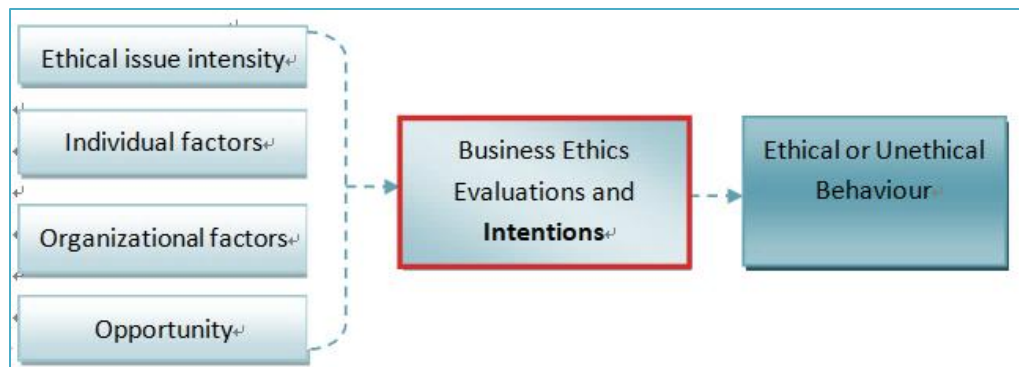 Ethical issue intensity↵
Individual factors↵
Organizational factors↵
Opportunity↵
Business Ethics
Evaluations and
Intentions↵
Ethical or Unethical
Behaviour↵